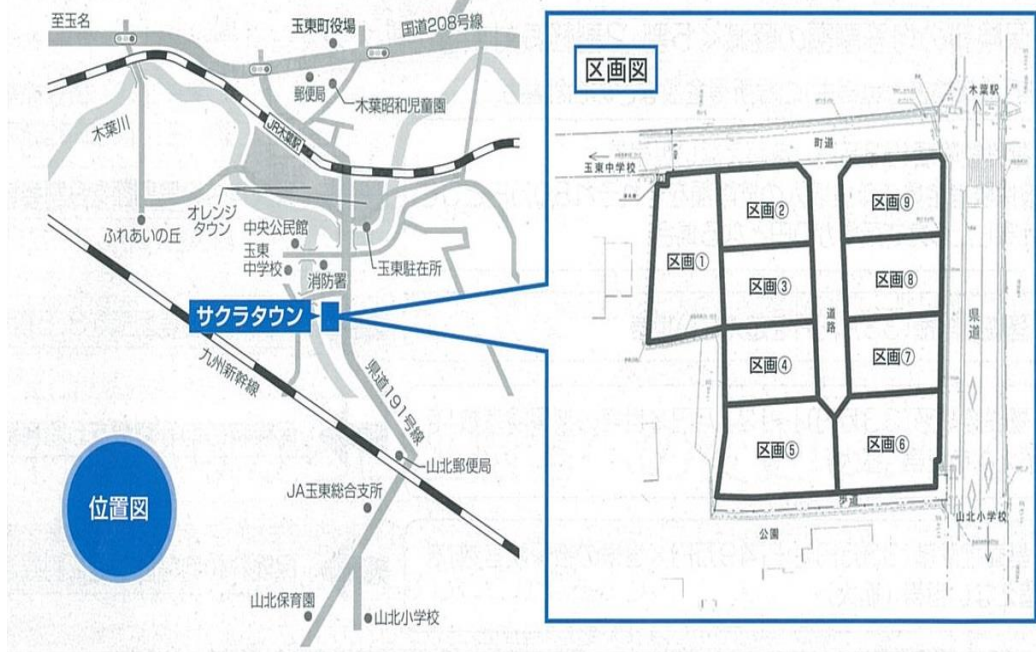 至玉名
玉東町役場
国道208号線
郵便局
木葉昭和児童園
木葉川
JR木葉駅
オレンジ
タウン
ふれあいの丘
中央公民館
玉東
中学校
消防署
玉東駐在所
サクラタウン
九州新幹線
県道191号線
山北郵便局
JA玉東総合支所
位置図
山北保育園
山北小学校
区画図
木葉駅
町道
玉東中学校
区画①
区画②
区画③
区画④
区画⑤
区画⑥
区画⑦
区画⑧
区画⑨
道路
県道
歩道
公園
山北小学校